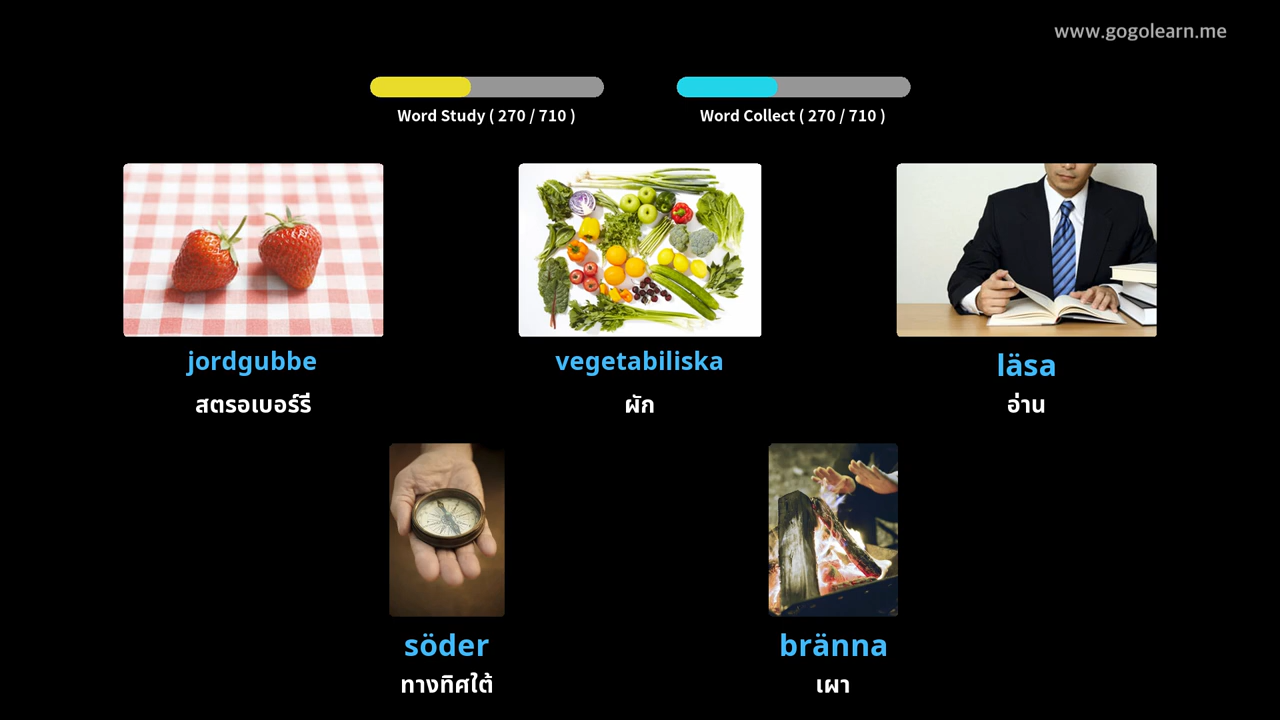 www.gogolearn.me
Word Study ( 270 / 710 )
Word Collect ( 270 / 710 )
jordgubbe
สตรอเบอร์รี่
vegetabiliska
ผัก
läsa
อ่าน
söder
ทางทิศใต้
bränna
เผา